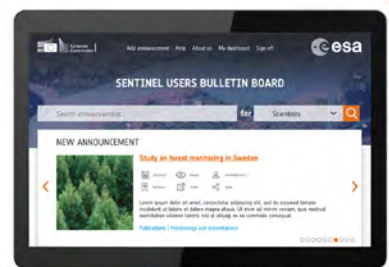 European Commission
Add announcement Help About us My dashboard Sign off
esa
SENTINEL USERS BULLETIN BOARD
Search announcement...
for
Scientists
NEW ANNOUNCEMENT
Study on forest monitoring in Sweden
Lorem ipsum dolor sit amet, consectetur adipiscing elit, sed do eiusmod tempor
incididunt ut labore et dolore magna aliqua. Ut enim ad minim veniam, quis nostrud
exercitation ullamco laboris nisi ut aliquip ex ea commodo consequat.
Publications | Proceedings and presentations